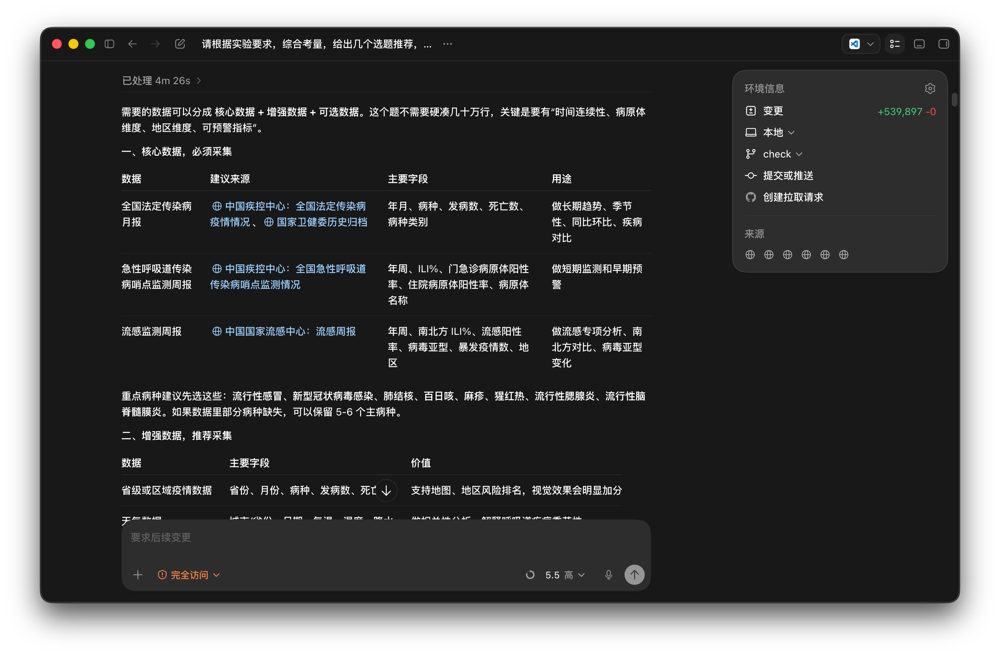 请根据实验要求，综合考量，给出几个选题推荐，...
已处理 4m 26s
需要的数据可以分成 核心数据 + 增强数据 + 可选数据。这个题不需要硬凑几十万行，关键是要有“时间连续性、病原体
维度、地区维度、可预警指标”。
一、核心数据，必须采集
数据 建议来源 主要字段 用途
全国法定传染病
月报
中国疾控中心：全国法定传染病
疫情情况、 国家卫健委历史归档
年月、病种、发病数、死亡数、
病种类别
做长期趋势、季节
性、同比环比、疾病
对比
急性呼吸道传染
病哨点监测周报
中国疾控中心：全国急性呼吸道
传染病哨点监测情况
年周、ILI%、门急诊病原体阳性
率、住院病原体阳性率、病原体
名称
做短期监测和早期预
警
流感监测周报
中国国家流感中心：流感周报
年周、南北方 ILI%、流感阳性
率、病毒亚型、暴发疫情数、地
区
做流感专项分析、南
北方对比、病毒亚型
变化
重点病种建议先选这些：流行性感冒、新型冠状病毒感染、肺结核、百日咳、麻疹、猩红热、流行性腮腺炎、流行性脑
脊髓膜炎。如果数据里部分病种缺失，可以保留 5-6 个主病种。
二、增强数据，推荐采集
数据 主要字段 价值
省级或区域疫情数据 省份、月份、病种、发病数、死亡 支持地图、地区风险排名，视觉效果会明显加分
天气数据
要求后续变更
完全访问
5.5 高
环境信息
变更 +539,897 -0
本地
check
提交或推送
创建拉取请求
来源